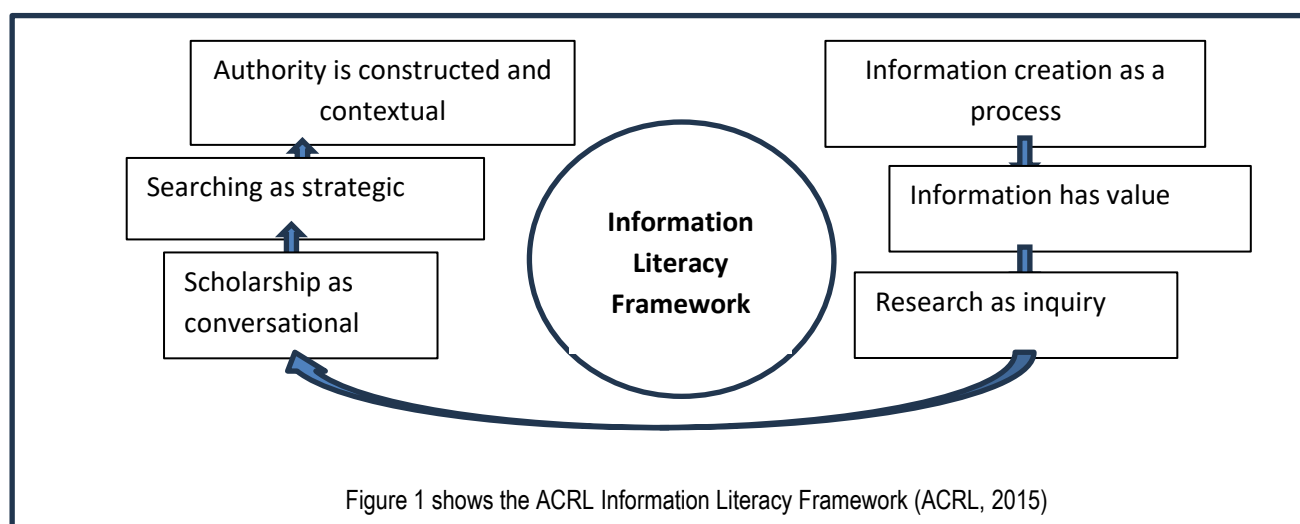 Authority is constructed and
contextual
Searching as strategic
Scholarship as
conversational
Information
Literacy
Framework
Information creation as a
process
Information has value
Research as inquiry
Figure 1 shows the ACRL Information Literacy Framework (ACRL, 2015)